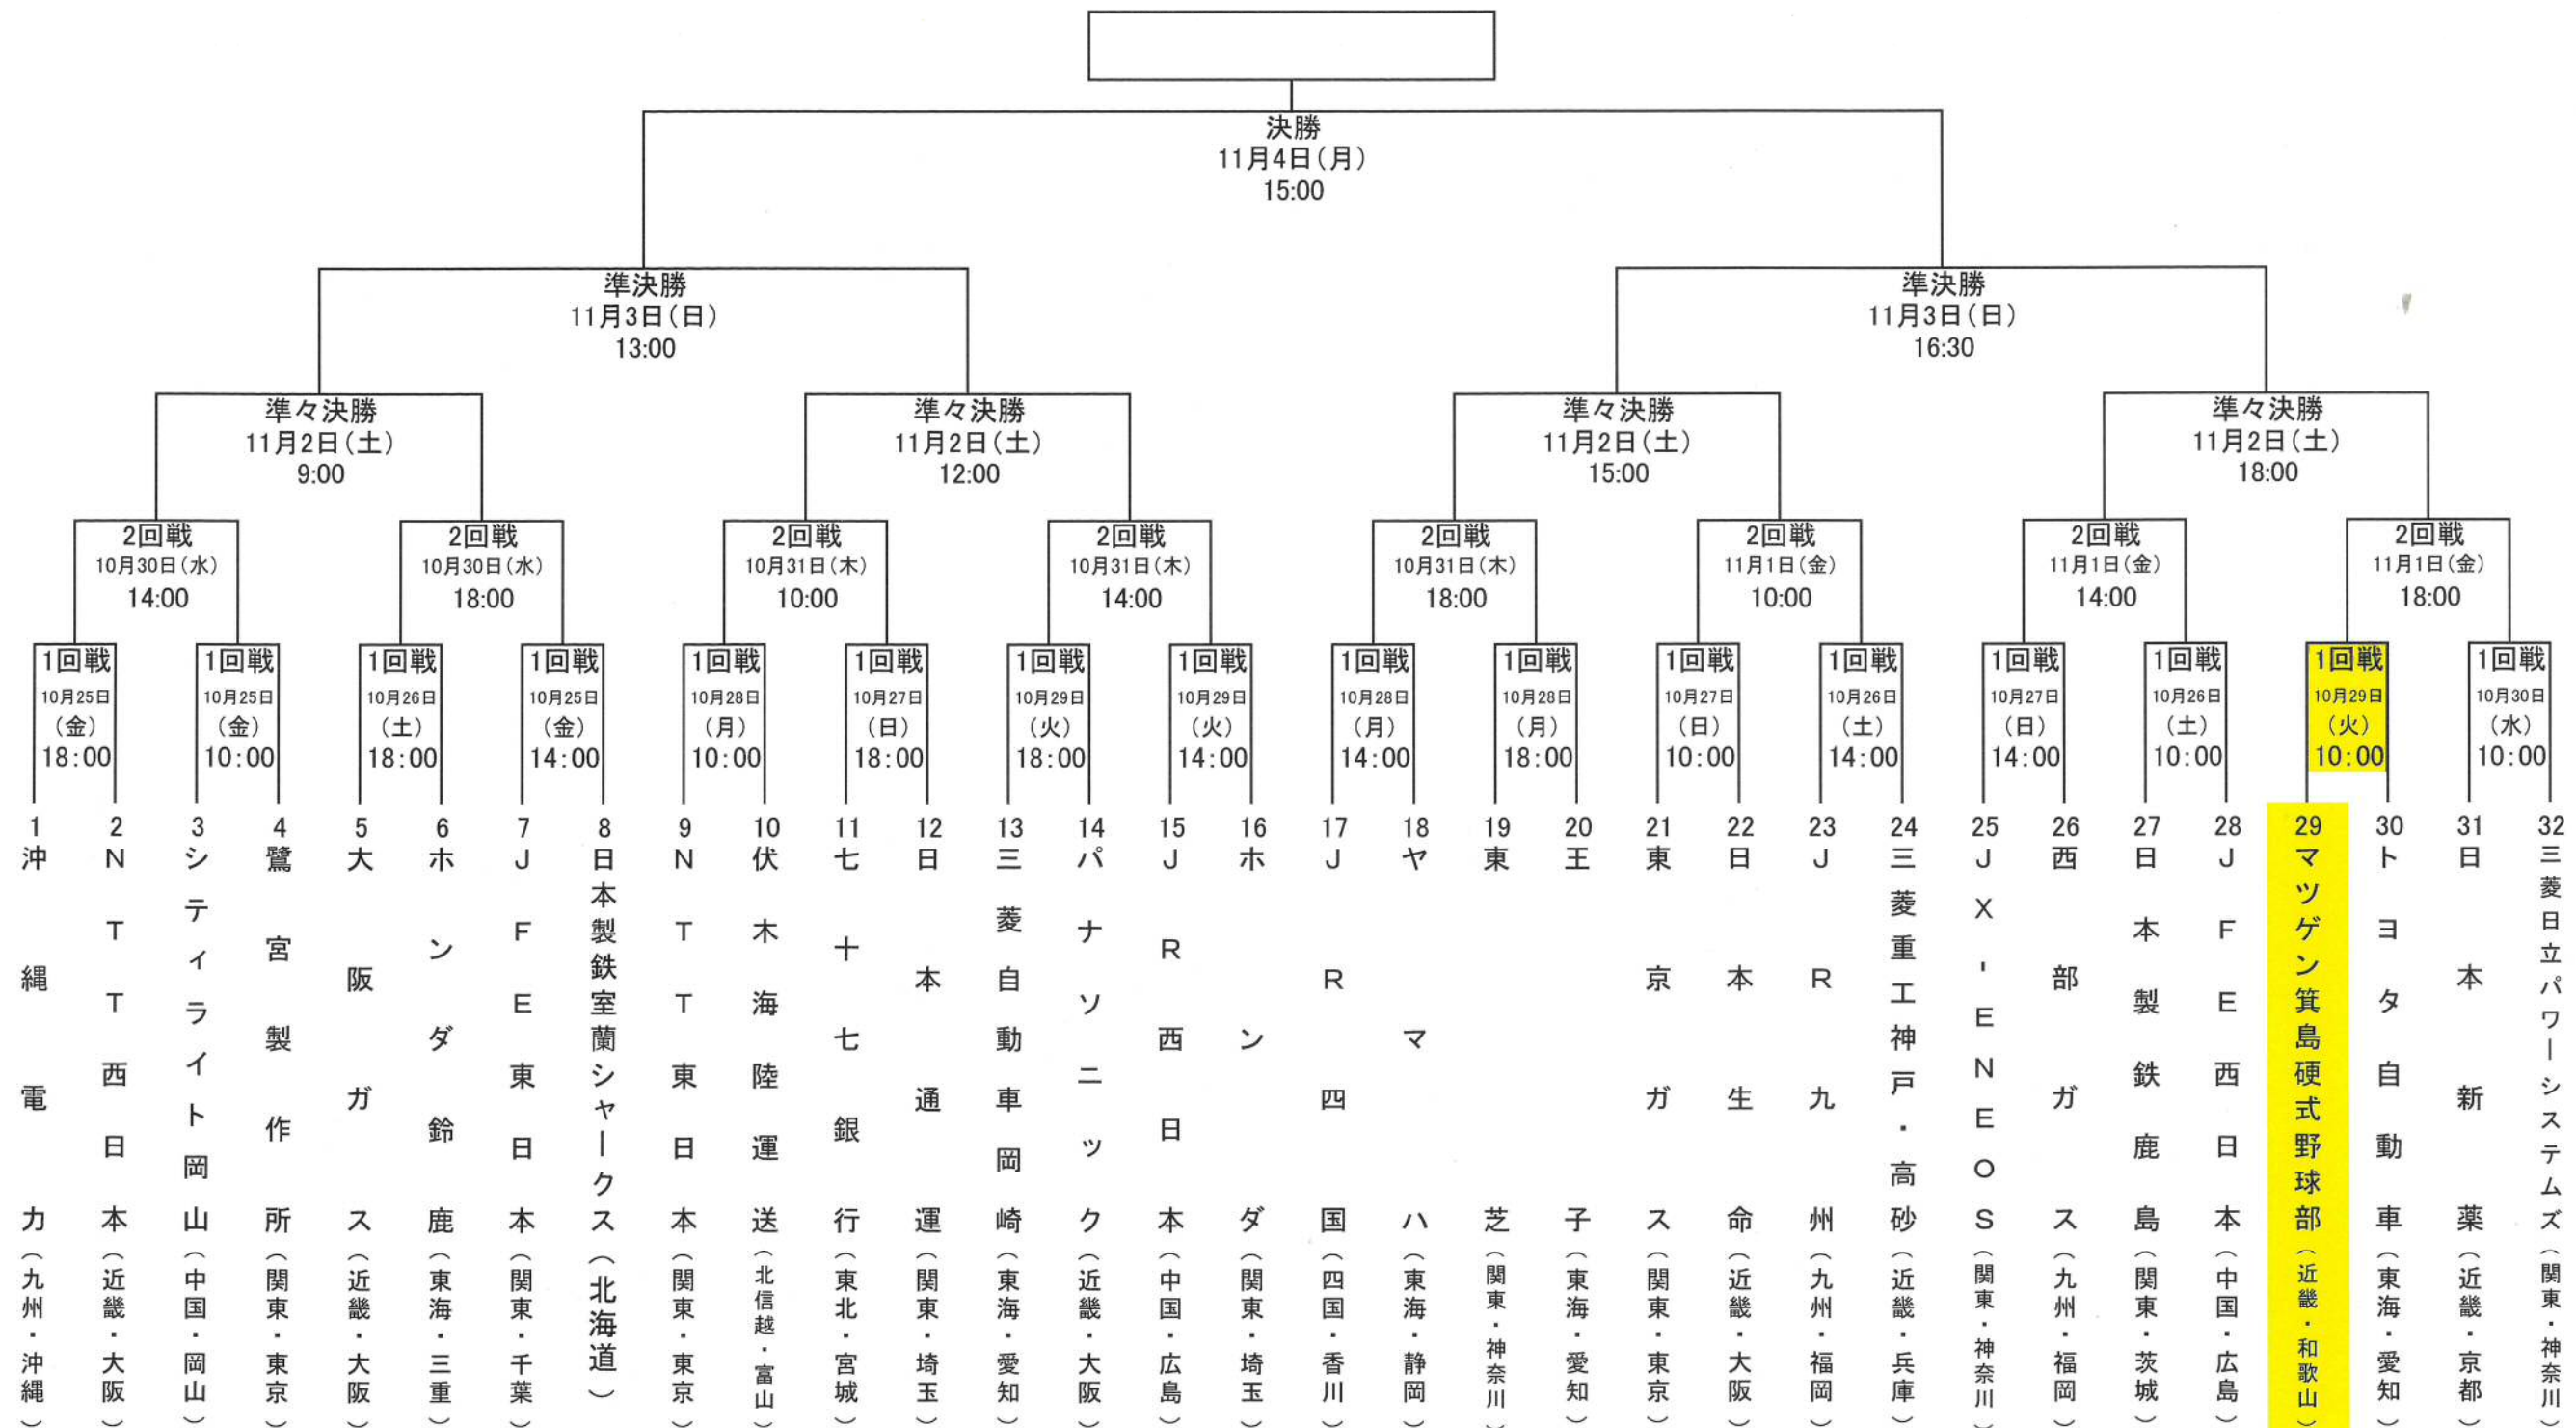 決勝
11月4日(月)
15:00
準決勝
11月3日(日)
13:00
準決勝
11月3日(日)
16:30
準々決勝
11月2日(土)
9:00
準々決勝
11月2日(土)
12:00
準々決勝
11月2日(土)
15:00
準々決勝
11月2日(土)
18:00
2回戦
10月30日(水)
14:00
2回戦
10月30日(水)
18:00
2回戦
10月31日(木)
10:00
2回戦
10月31日(木)
14:00
2回戦
10月31日(木)
18:00
2回戦
11月1日(金)
10:00
2回戦
11月1日(金)
14:00
2回戦
11月1日(金)
18:00
1回戦
10月25日
(金)
18:00
1回戦
10月25日
(金)
10:00
1回戦
10月26日
(土)
18:00
1回戦
10月25日
(金)
14:00
1回戦
10月28日
(月)
10:00
1回戦
10月27日
(日)
18:00
1回戦
10月29日
(火)
18:00
1回戦
10月29日
(火)
14:00
1回戦
10月28日
(月)
14:00
1回戦
10月28日
(月)
18:00
1回戦
10月27日
(日)
10:00
1回戦
10月26日
(土)
14:00
1回戦
10月27日
(日)
14:00
1回戦
10月26日
(土)
10:00
1回戦
10月29日
(火)
10:00
1回戦
10月30日
(水)
10:00
1 沖縄電力(九州・沖縄)
2 NTT西日本(近畿・大阪)
3 シティライト岡山(中国・岡山)
4 鷺宮製作所(関東・東京)
5 大阪ガス(近畿・大阪)
6 ホンダ鈴鹿(東海・三重)
7 JFE東日本(関東・千葉)
8 日本製鉄室蘭シャークス(北海道)
9 NTT東日本(関東・東京)
10 伏木海陸運送(北信越・富山)
11 七十七銀行(東北・宮城)
12 日本通運(関東・埼玉)
13 三菱自動車岡崎(東海・愛知)
14 パナソニック(近畿・大阪)
15 JR西日本(中国・広島)
16 ホンダ(関東・埼玉)
17 JR四国(四国・香川)
18 ヤマハ(東海・静岡)
19 東芝(関東・神奈川)
20 王子(東海・愛知)
21 東京ガス(関東・東京)
22 日本生命(近畿・大阪)
23 JR九州(九州・福岡)
24 三菱重工神戸・高砂(近畿・兵庫)
25 JX-ENEOS(関東・神奈川)
26 西部ガス(九州・福岡)
27 日本製鉄鹿島(関東・茨城)
28 JFE西日本(中国・広島)
29 マツゲン箕島硬式野球部(近畿・和歌山)
30 トヨタ自動車(東海・愛知)
31 日本新薬(近畿・京都)
32 三菱日立パワーシステムズ(関東・神奈川)